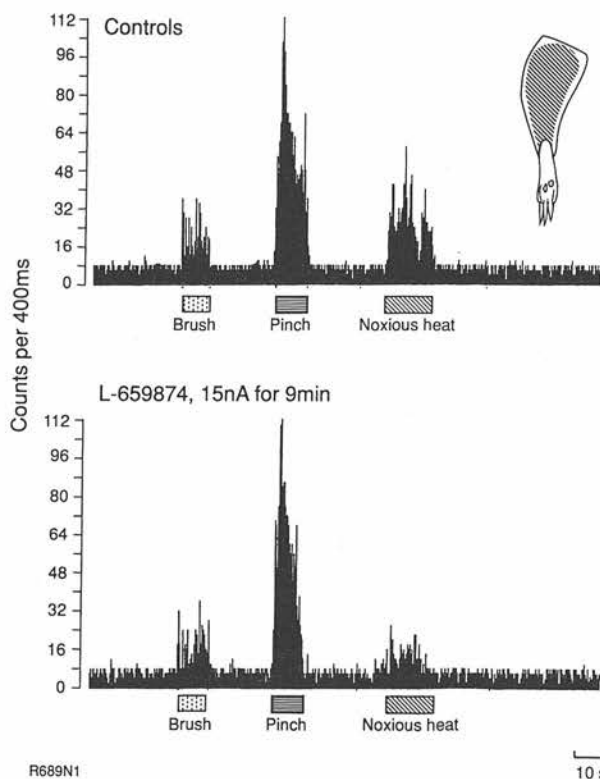 Controls
112
96
80
64
48
32
16
0
Brush Pinch Noxious heat
Counts per 400ms
L-659874, 15nA for 9min
112
96
80
64
48
32
16
0
Brush Pinch Noxious heat
R689N1
10 s